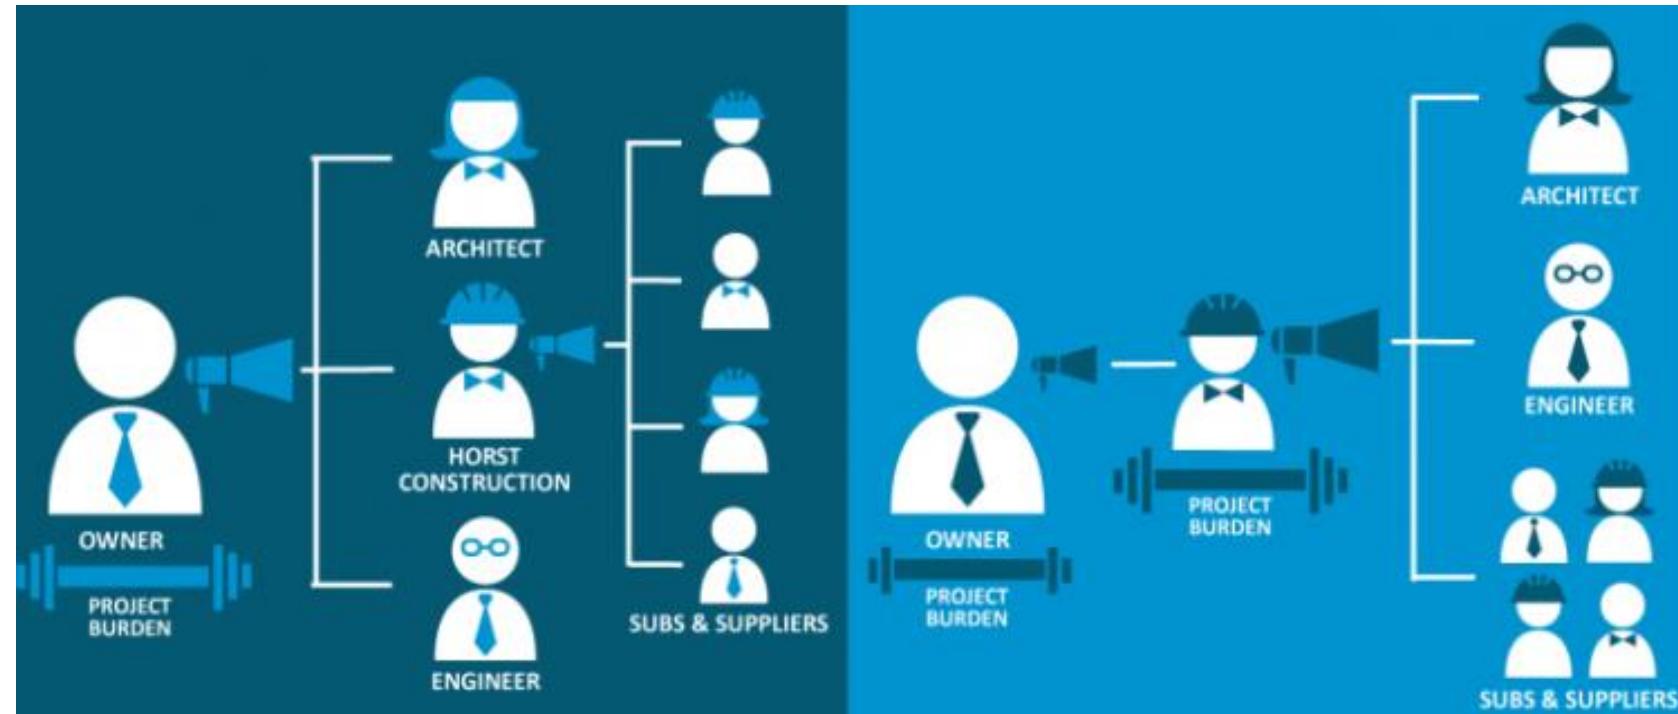 ARCHITECT
HORST
CONSTRUCTION
OWNER
PROJECT
BURDEN
SUBS & SUPPLIERS
ENGINEER
ARCHITECT
ENGINEER
OWNER
PROJECT
BURDEN
PROJECT
BURDEN
SUBS & SUPPLIERS